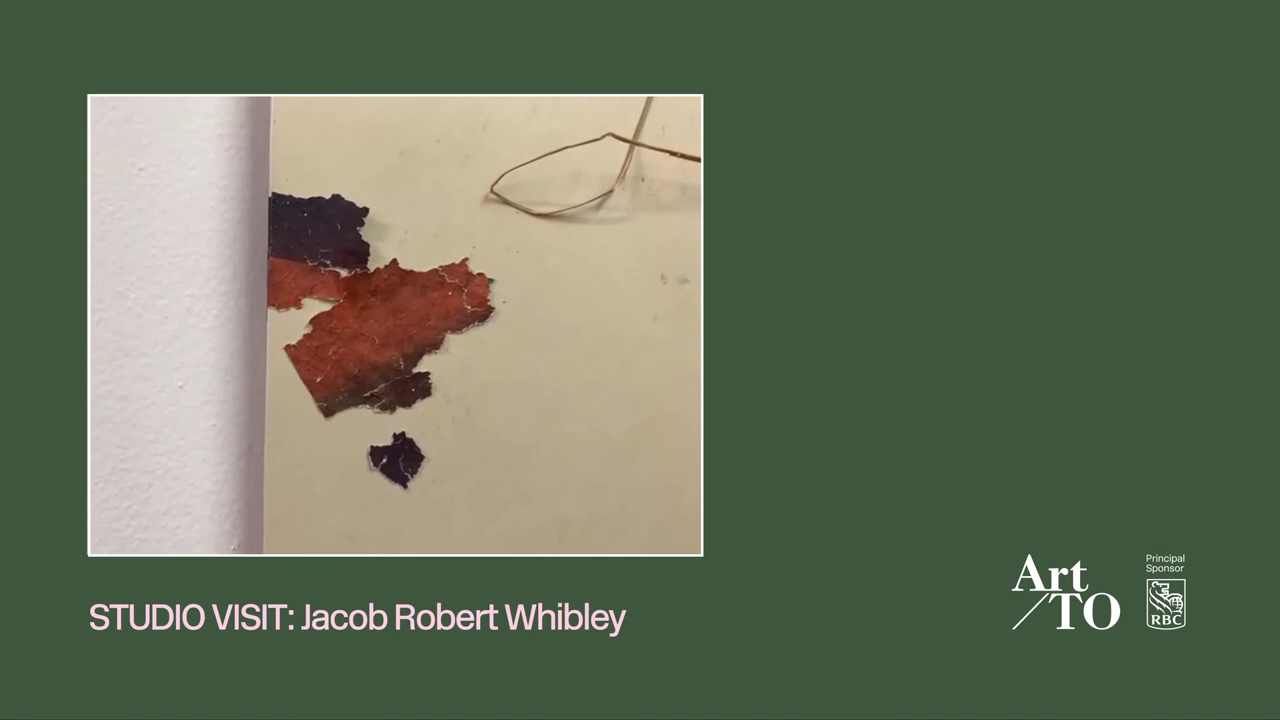 STUDIO VISIT: Jacob Robert Whibley
Art
/TO
Principal
Sponsor
RBC